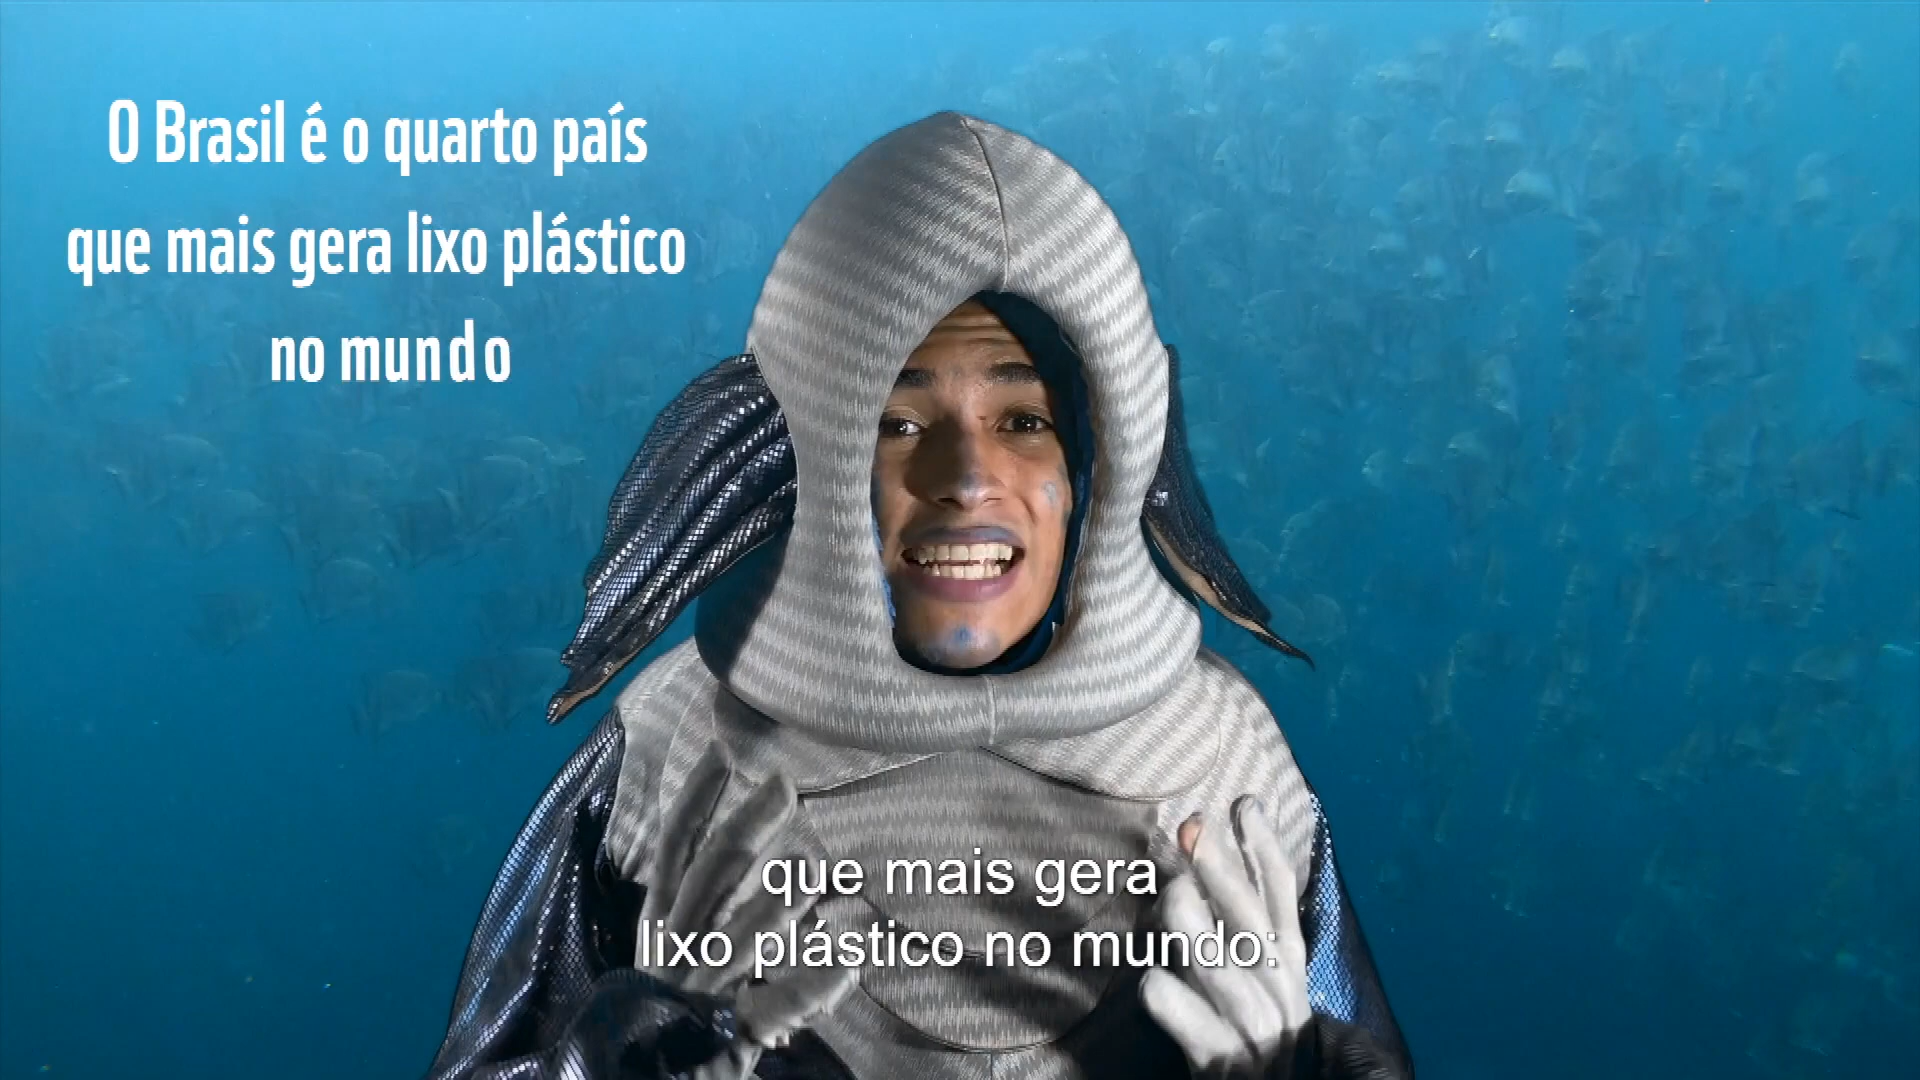 O Brasil é o quarto país
que mais gera lixo plástico
no mundo
que mais gera
lixo plástico no mundo: